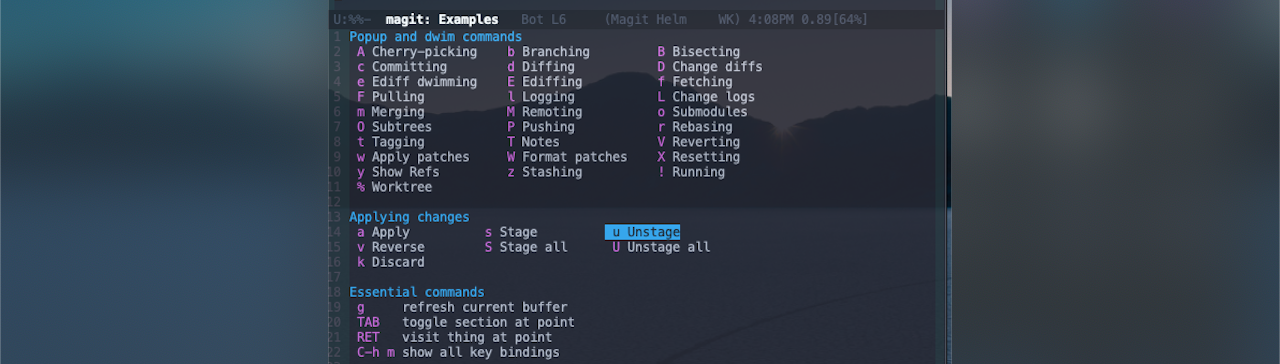 U:%%-  magit: Examples   Bot L6     (Magit Helm    WK) 4:08PM 0.89[64%]
1 Popup and dwim commands
2 A Cherry-picking b Branching B Bisecting
3 c Committing d Diffing D Change diffs
4 e Ediff dwimming E Ediffing f Fetching
5 F Pulling l Logging L Change logs
6 m Merging M Remoting o Submodules
7 O Subtrees P Pushing r Rebasing
8 t Tagging T Notes V Reverting
9 w Apply patches W Format patches X Resetting
10 y Show Refs z Stashing ! Running
11 % Worktree
12
13 Applying changes
14 a Apply s Stage u Unstage
15 v Reverse S Stage all U Unstage all
16 k Discard
17
18 Essential commands
19 g refresh current buffer
20 TAB toggle section at point
21 RET visit thing at point
22 C-h m show all key bindings